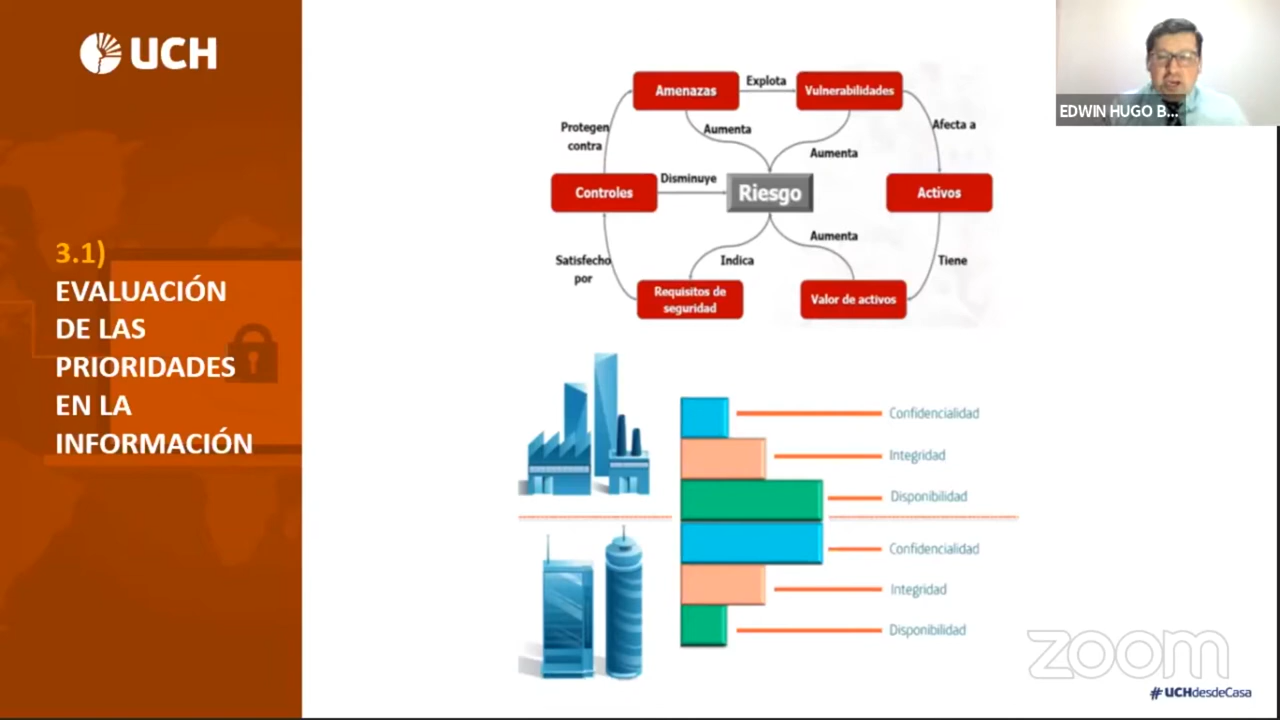 UCH
3.1)
EVALUACIÓN
DE LAS
PRIORIDADES
EN LA
INFORMACIÓN
Amenazas
Explota
Vulnerabilidades
Protegen
contra
Aumenta
Aumenta
Afecta a
Controles
Disminuye
Riesgo
Activos
Satisfecho
por
Indica
Aumenta
Tiene
Requisitos de
seguridad
Valor de activos
Confidencialidad
Integridad
Disponibilidad
Confidencialidad
Integridad
Disponibilidad
EDWIN HUGO B...
zoom
#UCHdesdeCasa